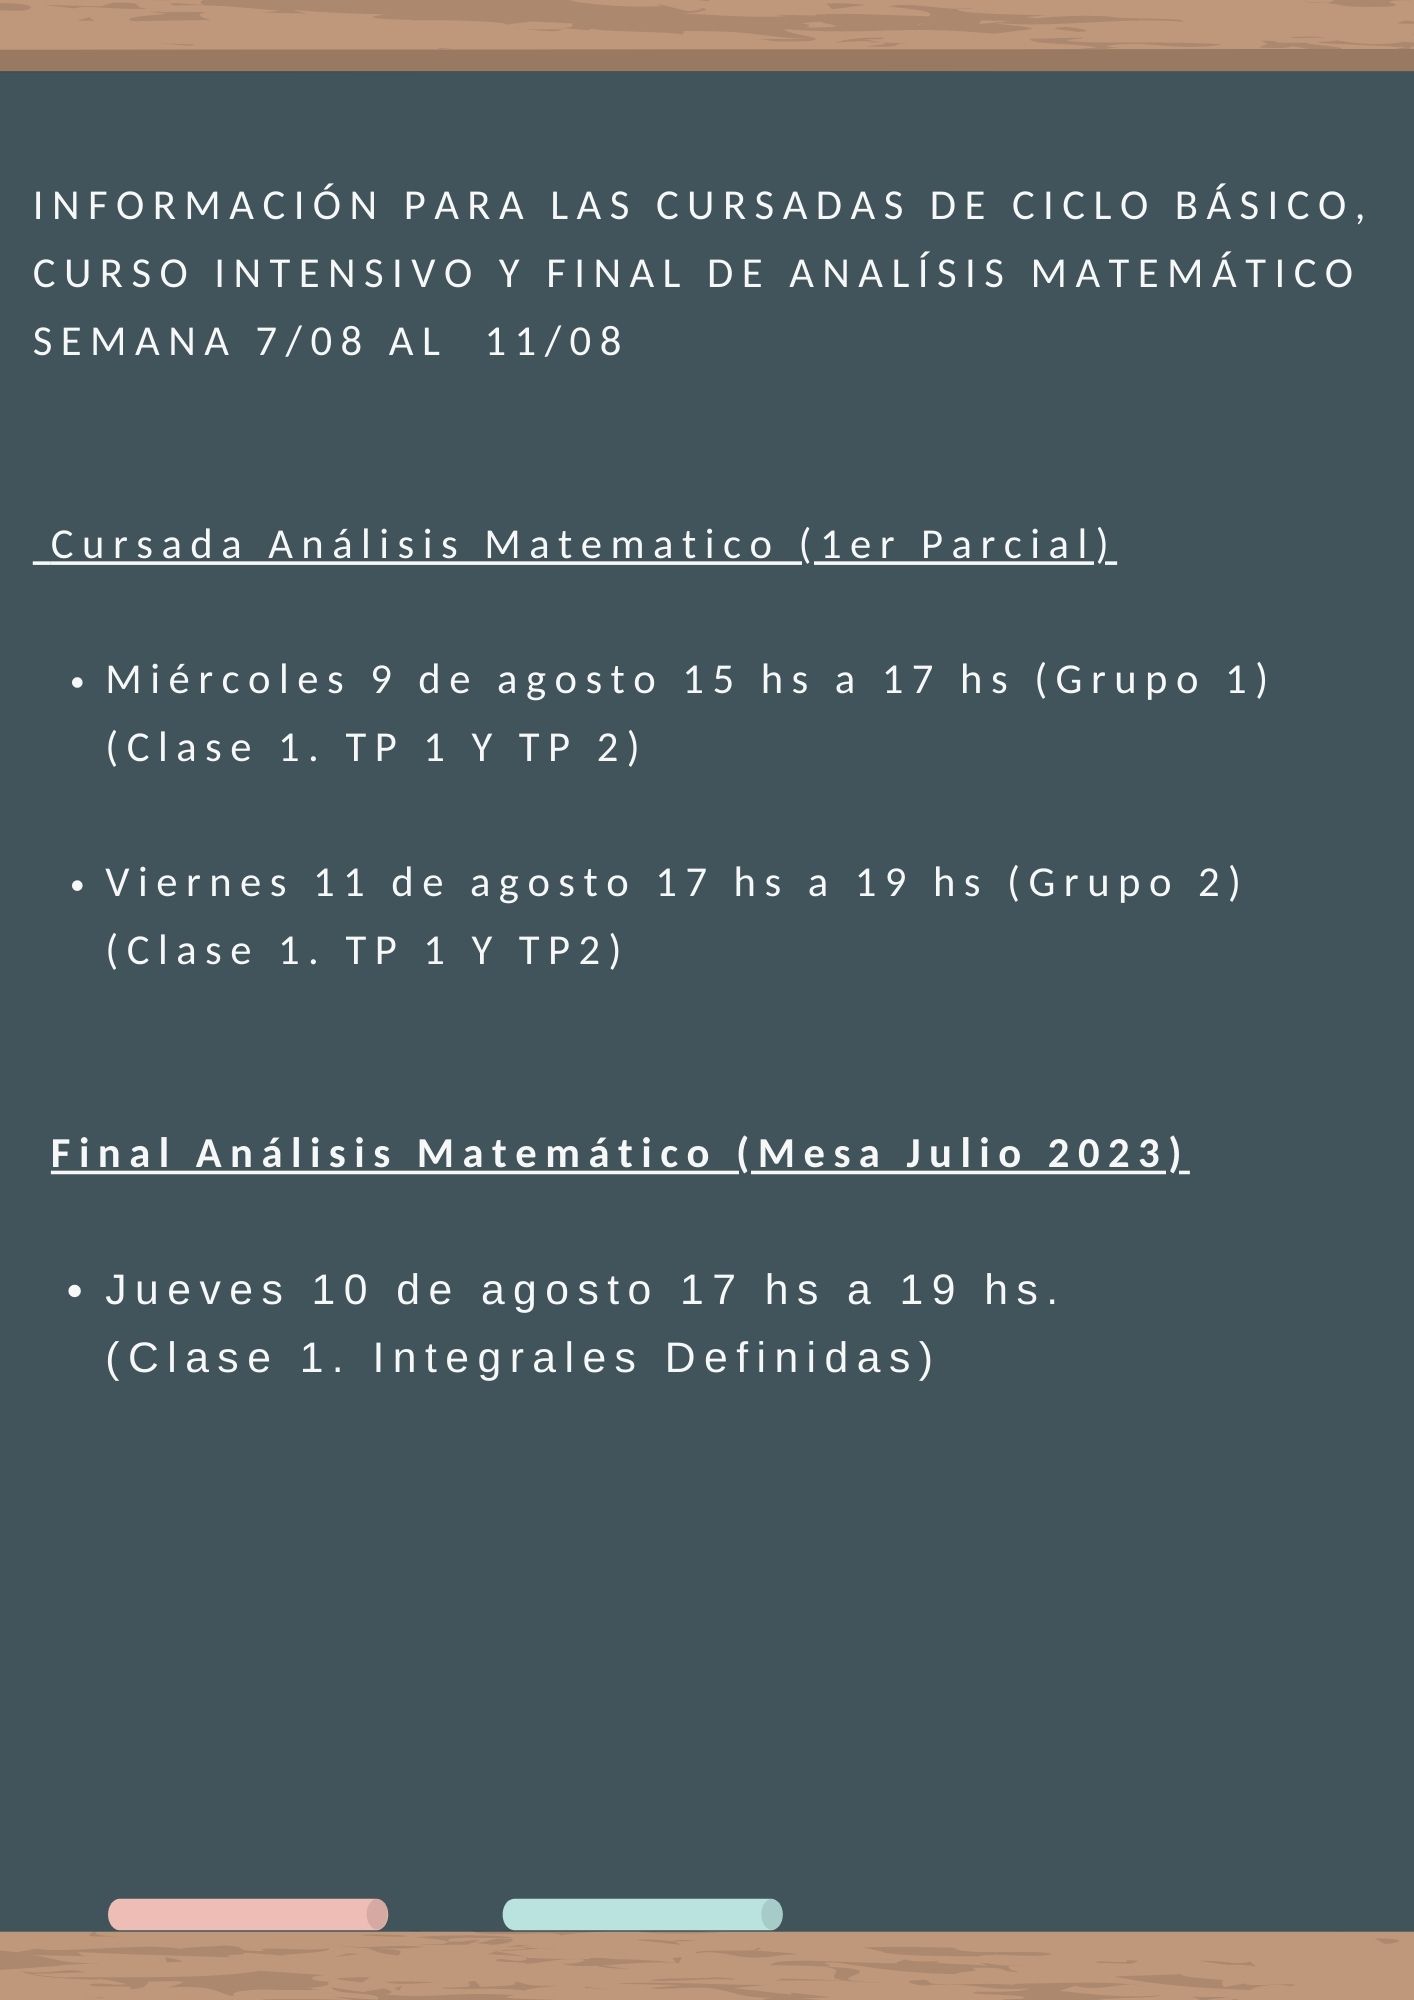 INFORMACIÓN PARA LAS CURSADAS DE CICLO BÁSICO,
CURSO INTENSIVO Y FINAL DE ANALÍSIS MATEMÁTICO
SEMANA 7/08 AL 11/08
Cursada Análisis Matematico (1er Parcial)
• Miércoles 9 de agosto 15 hs a 17 hs (Grupo 1)
(Clase 1. TP 1 Y TP 2)
• Viernes 11 de agosto 17 hs a 19 hs (Grupo 2)
(Clase 1. TP 1 Y TP2)
Final Análisis Matemático (Mesa Julio 2023)
• Jueves 10 de agosto 17 hs a 19 hs.
(Clase 1. Integrales Definidas)